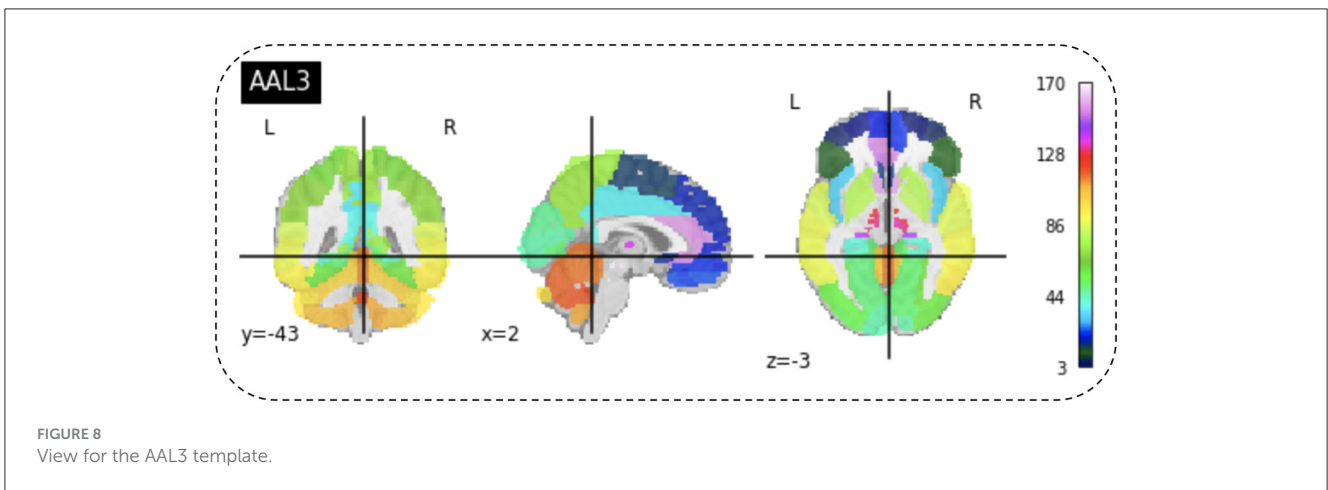 AAL3
L
R
y=-43
x=2
L
R
z=-3
170
128
86
44
3
FIGURE 8
View for the AAL3 template.